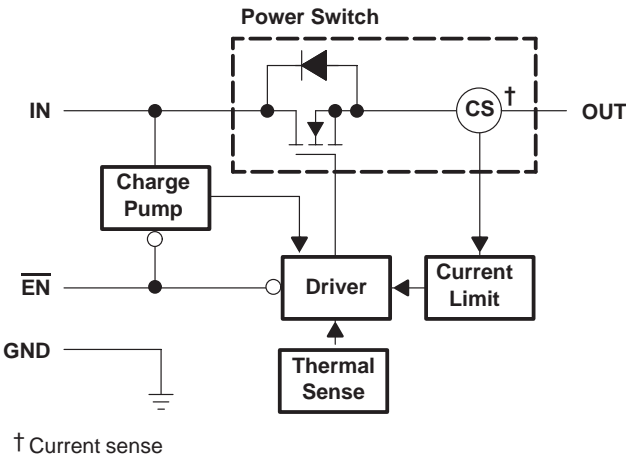 Power Switch
IN
CS
†
OUT
Charge
Pump
EN
Driver
Current
Limit
GND
Thermal
Sense
† Current sense